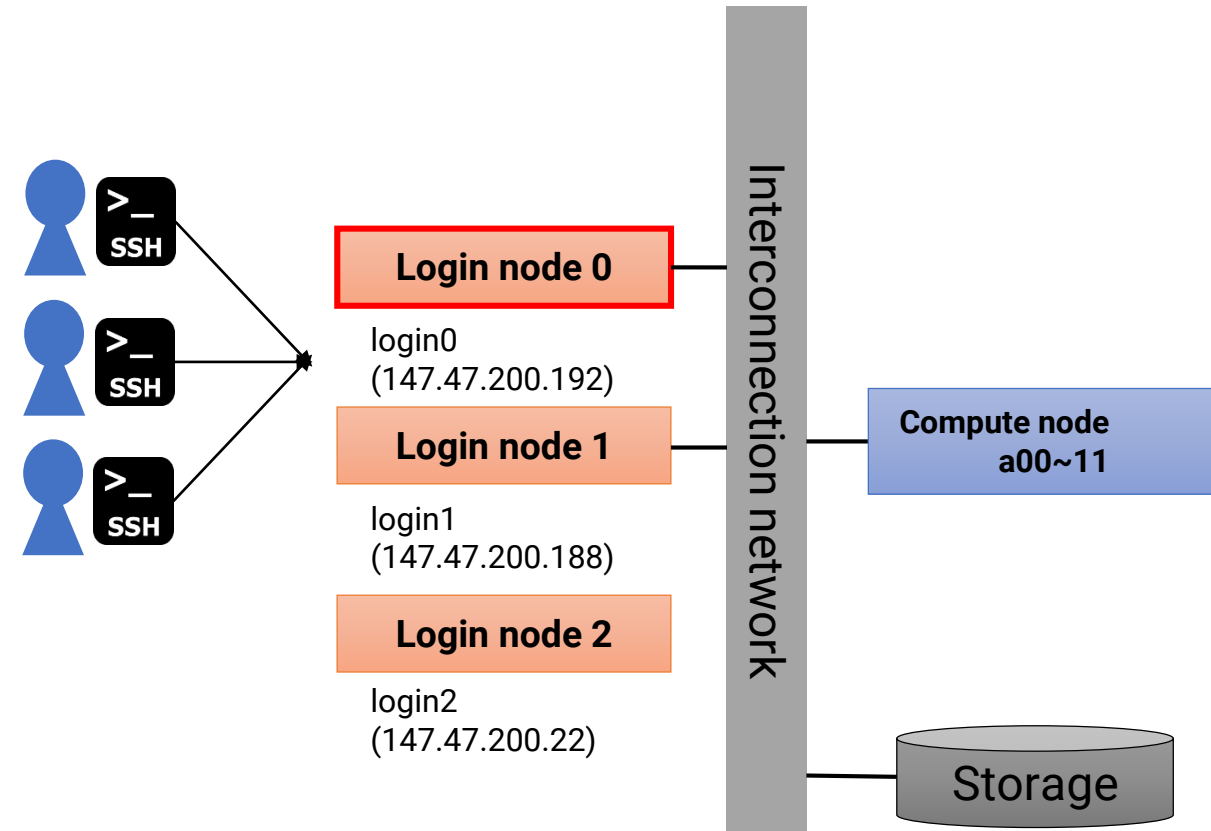 >_
SSH
>_
SSH
>_
SSH
Login node 0
login0
(147.47.200.192)
Login node 1
login1
(147.47.200.188)
Login node 2
login2
(147.47.200.22)
Interconnection network
Compute node
a00~11
Storage